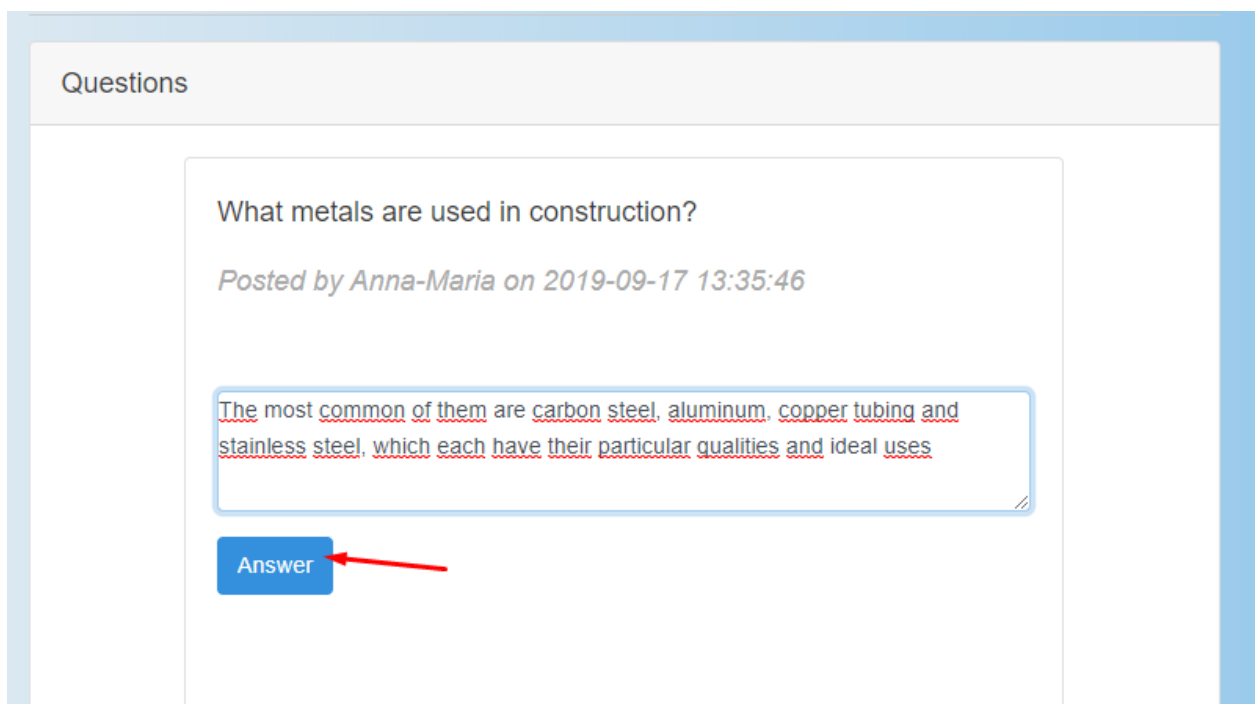 Questions
What metals are used in construction?
Posted by Anna-Maria on 2019-09-17 13:35:46
The most common of them are carbon steel, aluminum, copper tubing and
stainless steel, which each have their particular qualities and ideal uses
Answer